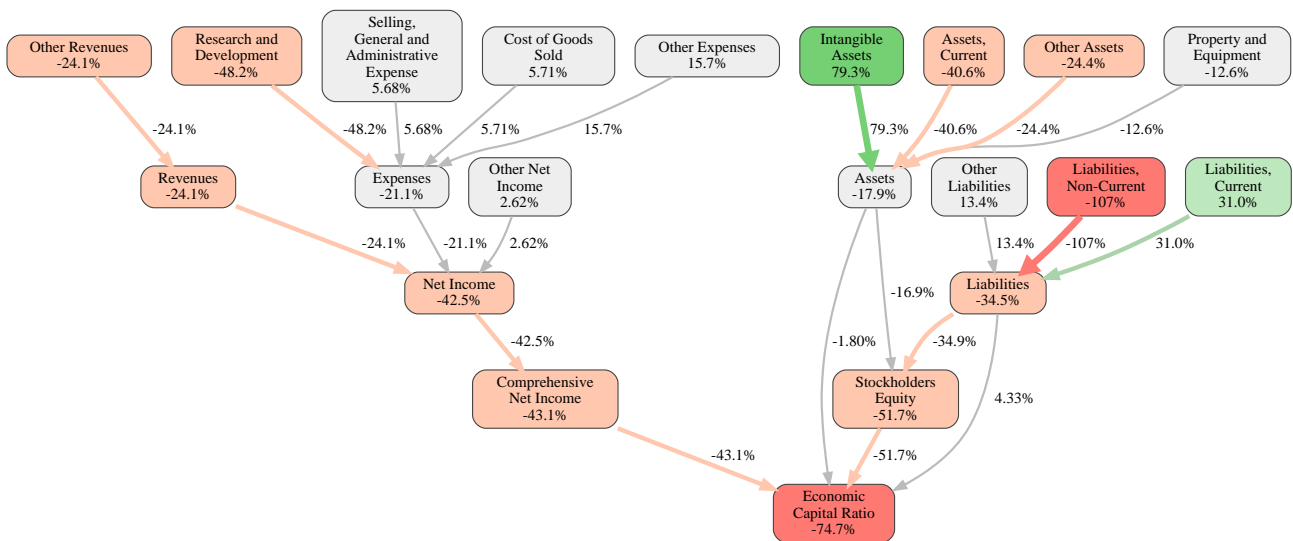 Other Revenues
-24.1%
Research and
Development
-48.2%
Selling,
General and
Administrative
Expense
5.68%
Cost of Goods
Sold
5.71%
Other Expenses
15.7%
Intangible
Assets
79.3%
Assets,
Current
-40.6%
Other Assets
-24.4%
Property and
Equipment
-12.6%
-24.1%
-48.2%
5.68%
5.71%
15.7%
79.3%
-40.6%
-24.4%
-12.6%
Revenues
-24.1%
Expenses
-21.1%
Other Net
Income
2.62%
Assets
-17.9%
Other
Liabilities
13.4%
Liabilities,
Non-Current
-107%
Liabilities,
Current
31.0%
-24.1%
-21.1%
2.62%
13.4%
-107%
31.0%
Net Income
-42.5%
-16.9%
Liabilities
-34.5%
-42.5%
-1.80%
-34.9%
Comprehensive
Net Income
-43.1%
Stockholders
Equity
-51.7%
4.33%
-43.1%
-51.7%
Economic
Capital Ratio
-74.7%